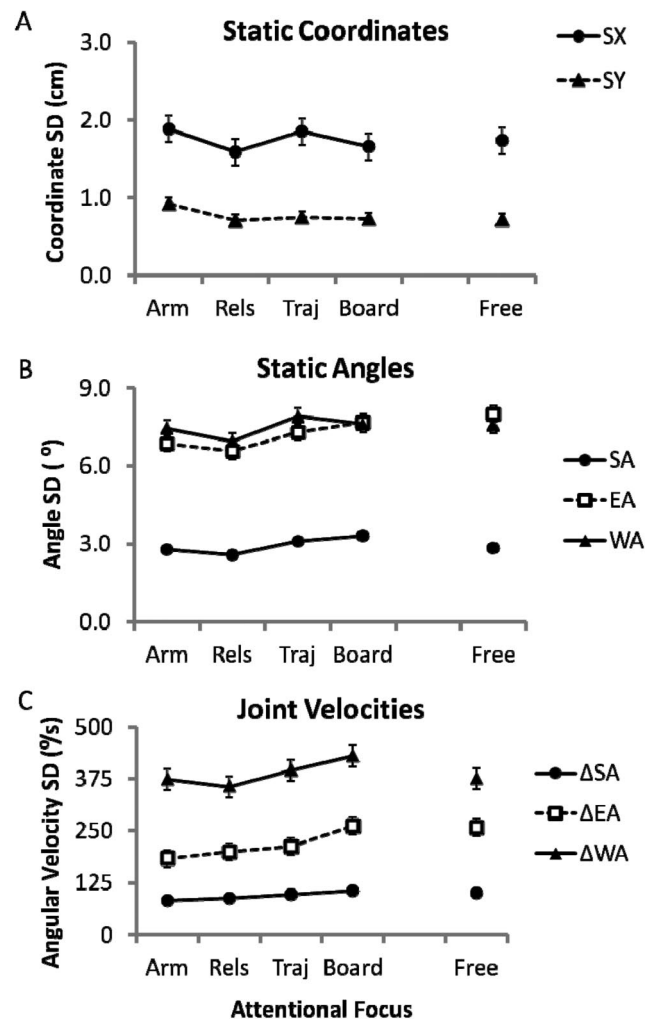 A
Static Coordinates
3.0
2.0
1.0
0.0
Coordinate SD (cm)
Arm Rels Traj Board Free
SX
SY
B
Static Angles
9.0
6.0
3.0
0.0
Angle SD ( º)
Arm Rels Traj Board Free
SA
EA
WA
C
Joint Velocities
500
375
250
125
0
Angular Velocity SD (º/s)
Arm Rels Traj Board Free
ΔSA
ΔEA
ΔWA
Attentional Focus